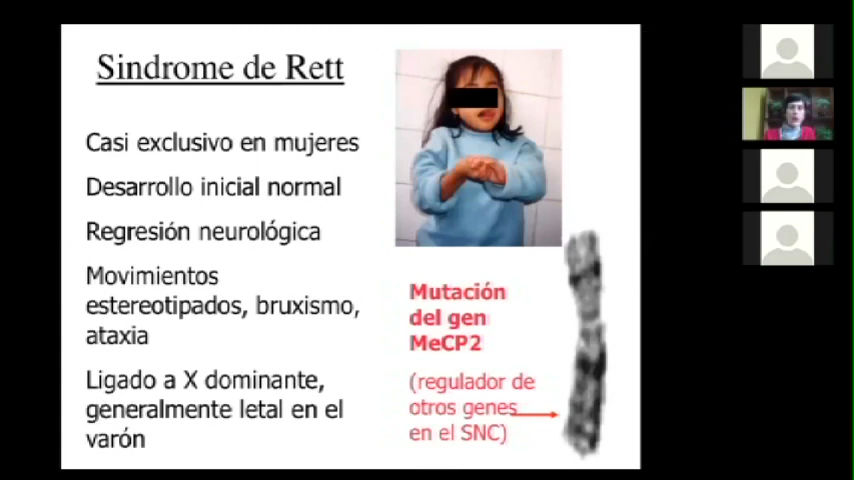 Sindrome de Rett
Casi exclusivo en mujeres
Desarrollo inicial normal
Regresión neurológica
Movimientos
estereotipados, bruxismo,
ataxia
Ligado a X dominante,
generalmente letal en el
varón
Mutación
del gen
MeCP2
(regulador de
otros genes
en el SNC)